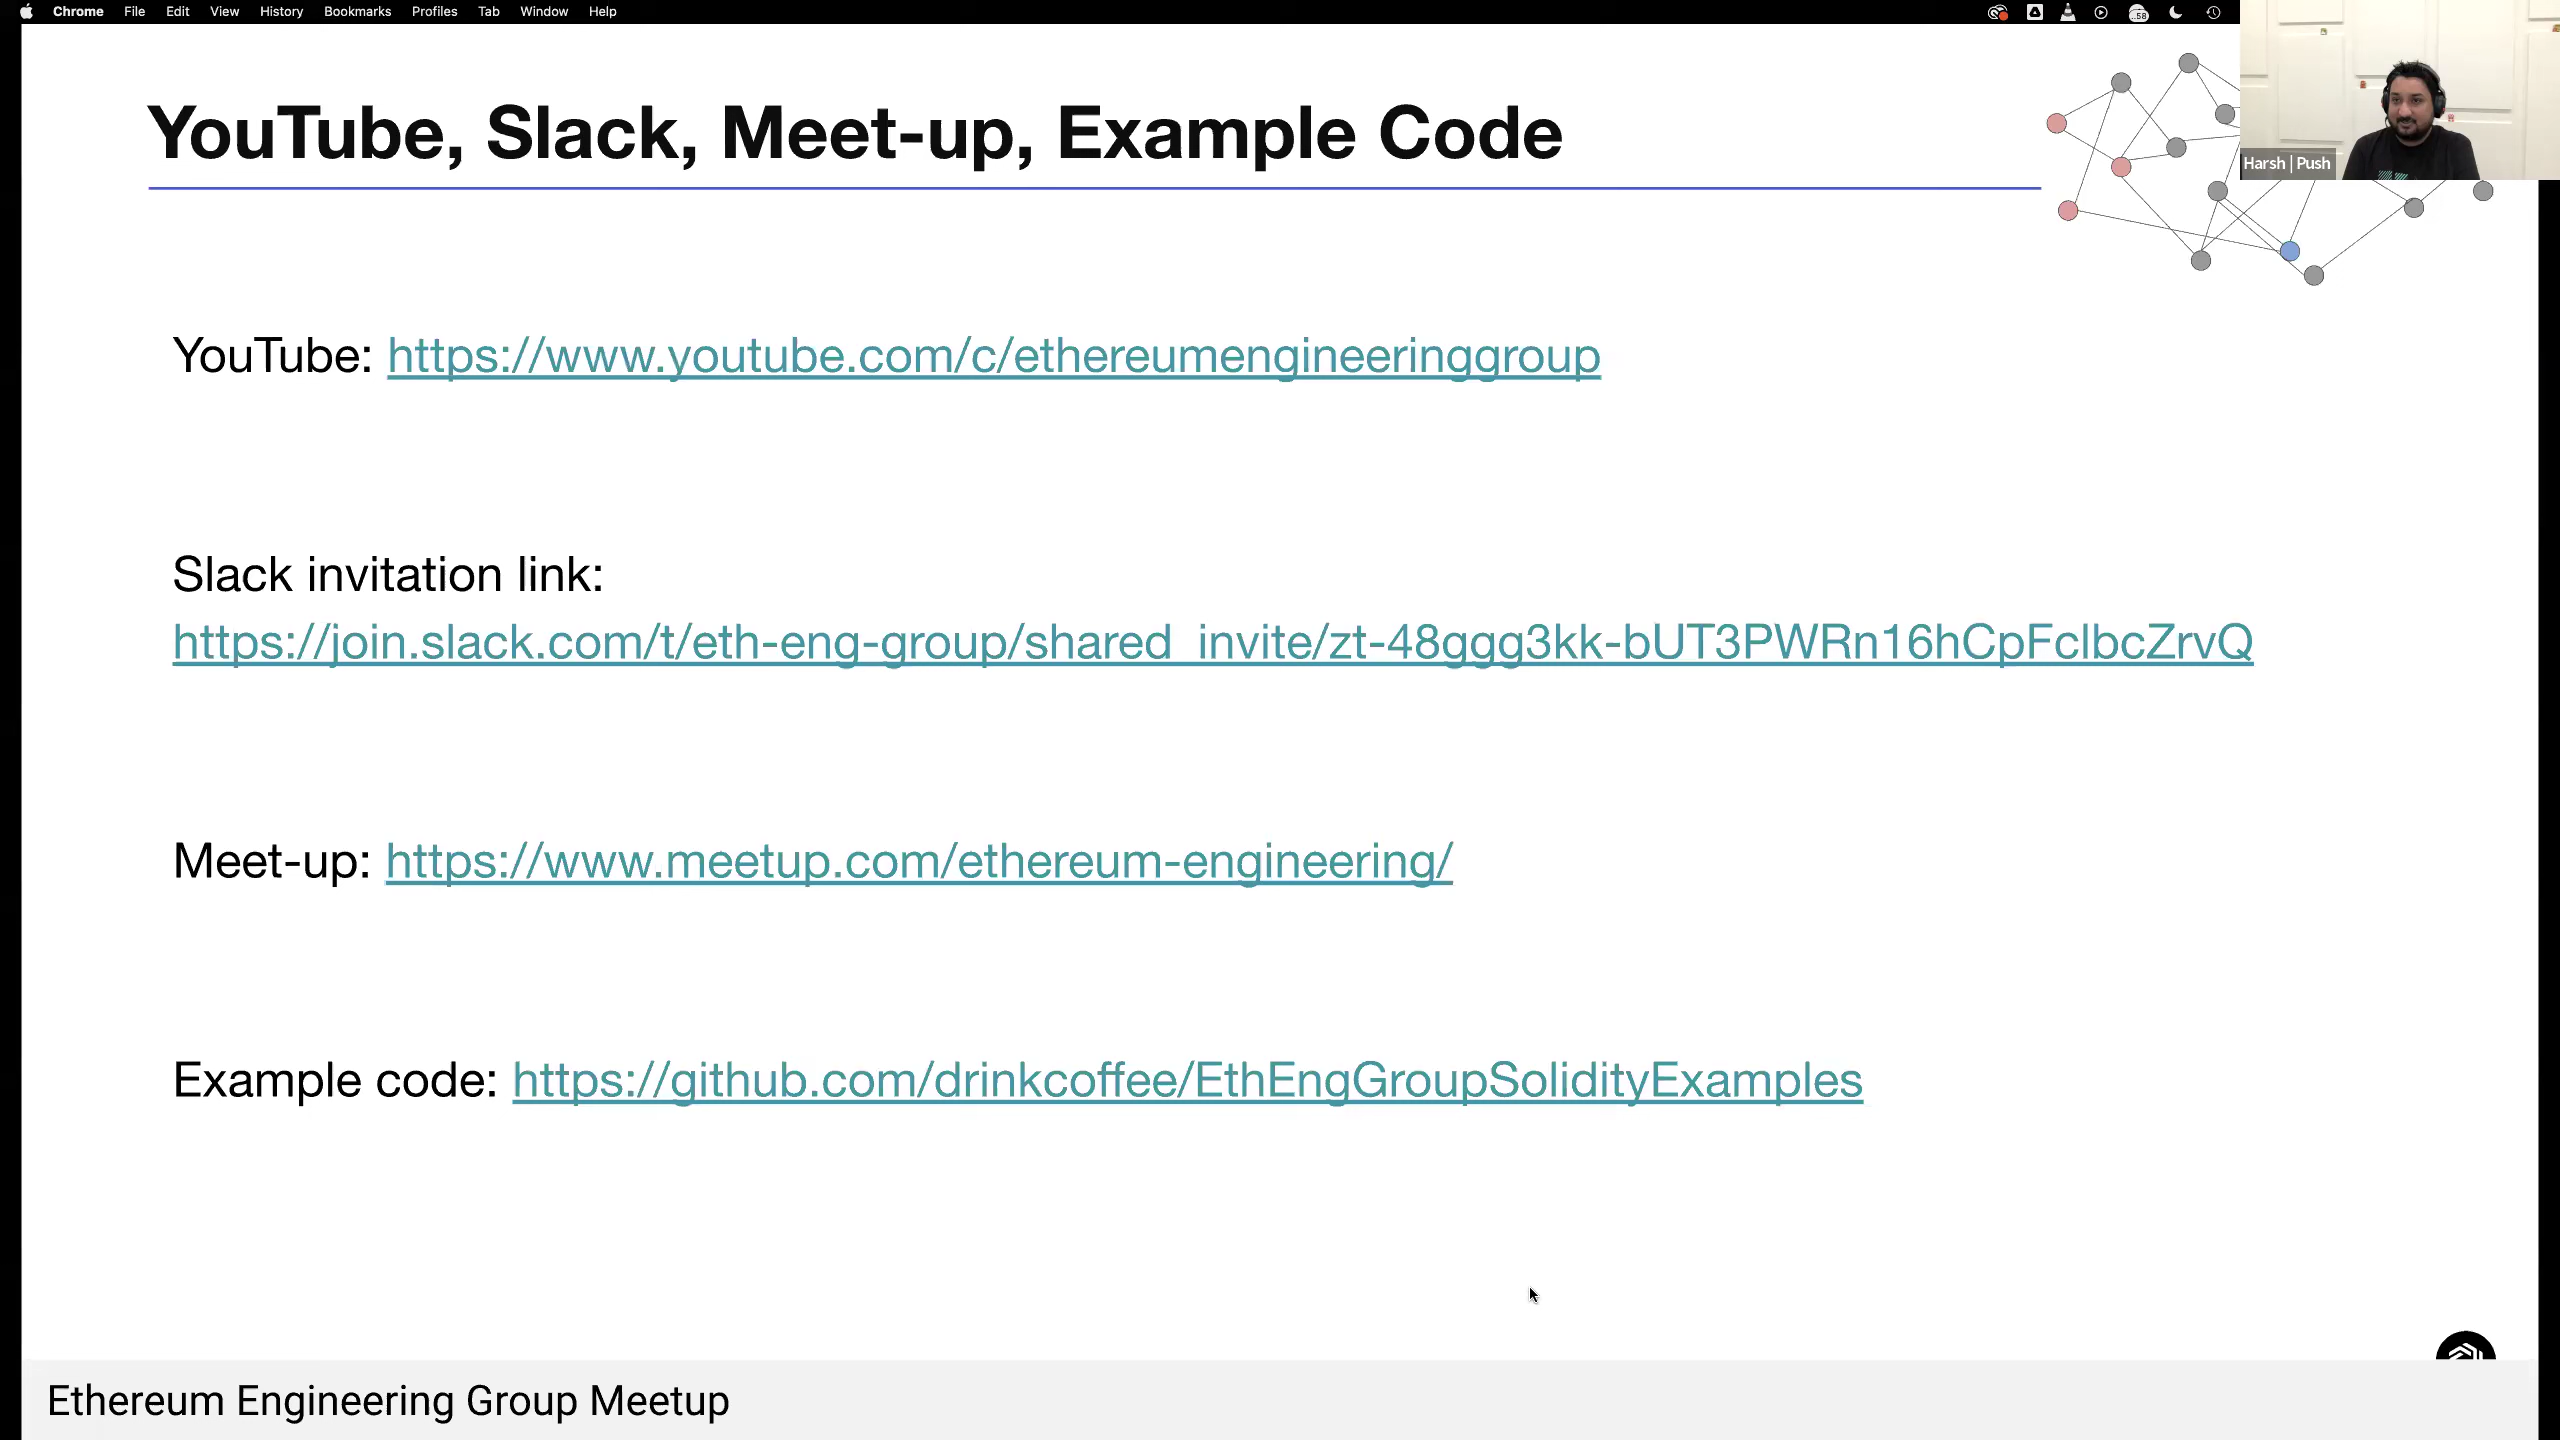 Chrome File Edit View History Bookmarks Profiles Tab Window Help
.58
Harsh | Push
YouTube, Slack, Meet-up, Example Code
YouTube: https://www.youtube.com/c/ethereumengineeringgroup
Slack invitation link:
https://join.slack.com/t/eth-eng-group/shared_invite/zt-48ggg3kk-bUT3PWRn16hCpFclbcZrvQ
Meet-up: https://www.meetup.com/ethereum-engineering/
Example code: https://github.com/drinkcoffee/EthEngGroupSolidityExamples
Ethereum Engineering Group Meetup